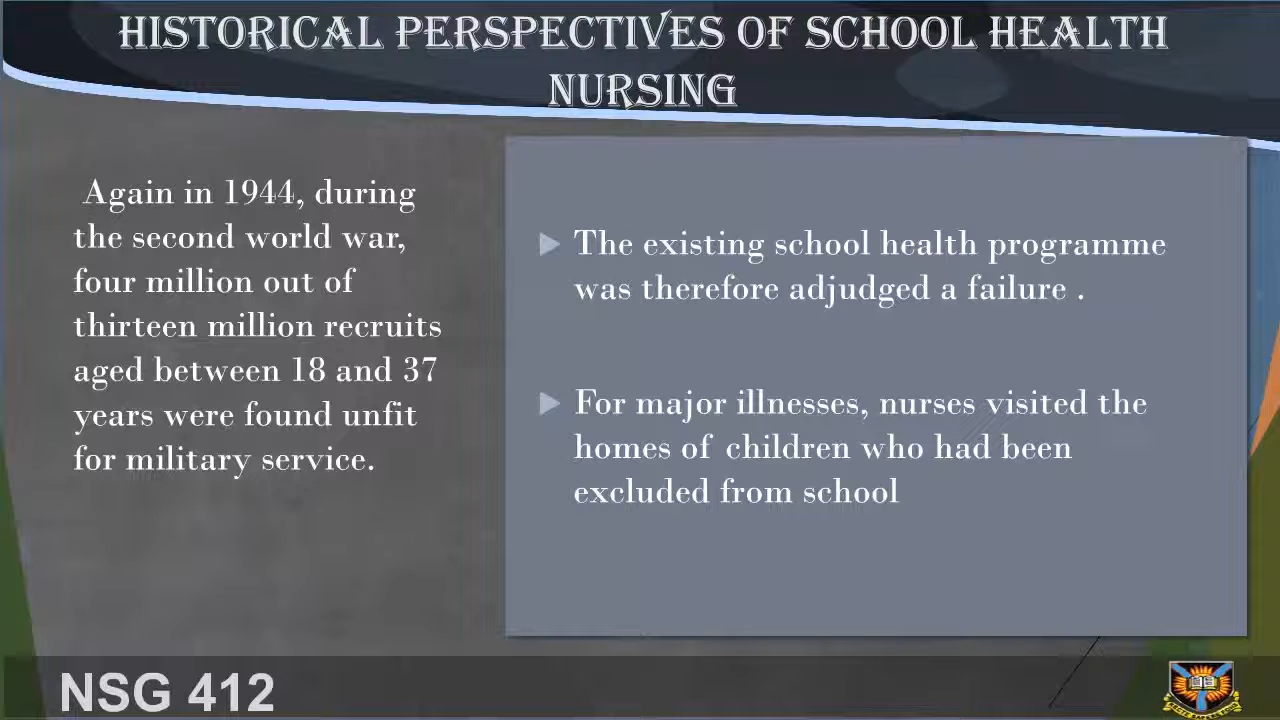 HISTORICAL PERSPECTIVES OF SCHOOL HEALTH
NURSING
Again in 1944, during
the second world war,
four million out of
thirteen million recruits
aged between 18 and 37
years were found unfit
for military service.
The existing school health programme
was therefore adjudged a failure .
For major illnesses, nurses visited the
homes of children who had been
excluded from school
NSG 412